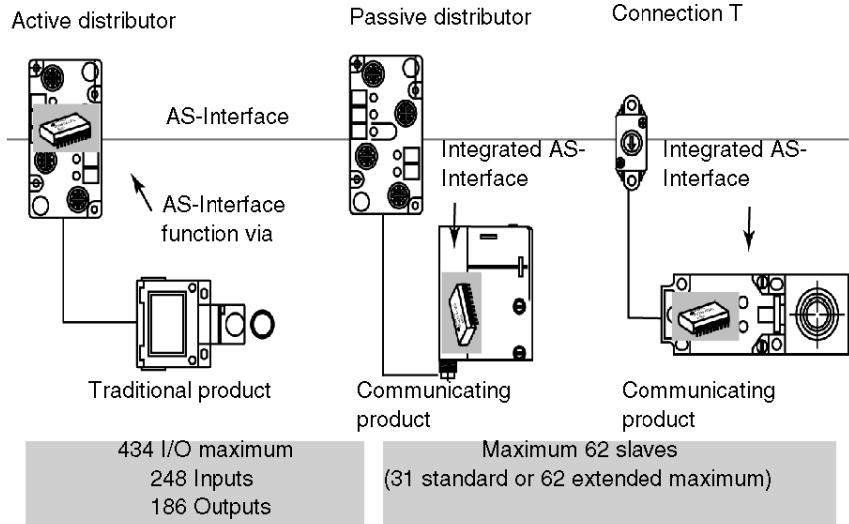 Active distributor
Passive distributor
Connection T
AS-Interface
Integrated AS-
Interface
Integrated AS-
Interface
AS-Interface
function via
Traditional product
Communicating
product
Communicating
product
434 I/O maximum
248 Inputs
186 Outputs
Maximum 62 slaves
(31 standard or 62 extended maximum)